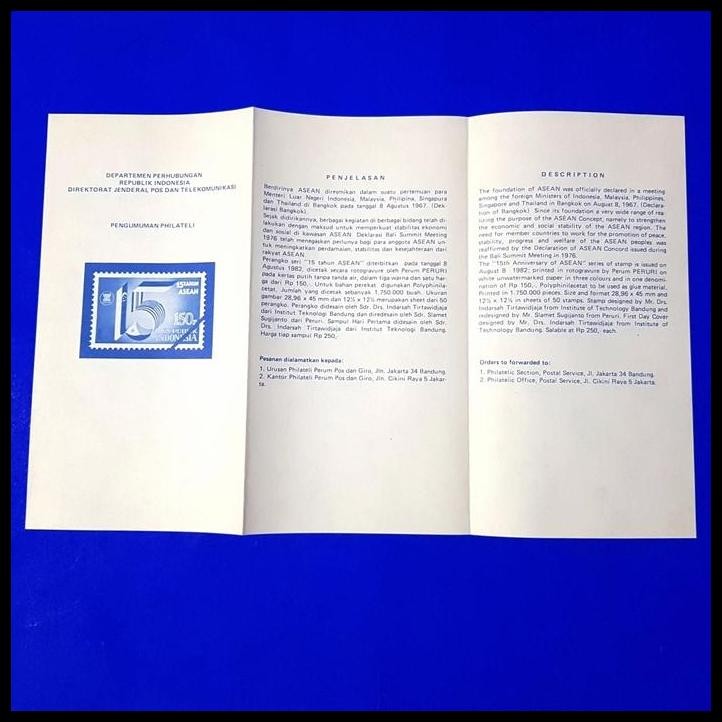 DEPARTEMEN PERHUBUNGAN
REPUBLIK INDONESIA
DIREKTORAT JENDERAL POS DAN TELEKOMUNIKASI
PENGUMUMAN PHILATELI
15 TAHUN
ASEAN
15
150,-
REPUBLIK
INDONESIA
PENJELASAN
Berdirinya ASEAN diresmikan dalam suatu pertemuan para
Menteri Luar Negeri Indonesia, Malaysia, Philipina, Singapura
dan Thailand di Bangkok pada tanggal 8 Agustus 1967. (Dek-
larasi Bangkok).
Sejak didirikannya, berbagai kegiatan di berbagai bidang telah di-
lakukan dengan maksud untuk memperkuat stabilitas ekonomi
dan sosial di kawasan ASEAN. Deklarasi Bali Summit Meeting
1976 telah menegaskan perlunya bagi para anggota ASEAN un-
tuk meningkatkan perdamaian, stabilitas dan kesejahteraan dari
rakyat ASEAN.
Perangko seri "15 tahun ASEAN" diterbitkan pada tanggal 8
Agustus 1982, dicetak secara rotogravure oleh Perum PERURI
pada kertas putih tanpa tanda air, dalam tiga warna dan satu har-
ga dari Rp 150,-. Untuk bahan perekat digunakan Polyphinila-
cetat. Jumlah yang dicetak sebanyak 1.750.000 buah. Ukuran
gambar 28,96 x 45 mm dan 12½ x 12½ merupakan sheet dari 50
perangko. Perangko didesain oleh Sdr. Drs. Indarsah Tirtawidjaja
dari Institut Teknologi Bandung dan diredesain oleh Sdr. Slamet
Sugijanto dari Peruri. Sampul Hari Pertama didesain oleh Sdr.
Drs. Indarsah Tirtawidjaja dari Institut Teknologi Bandung.
Harga tiap sampul Rp 250,-
Pesanan dialamatkan kepada:
1. Urusan Philateli Perum Pos dan Giro, Jln. Jakarta 34 Bandung.
2. Kantor Philateli Perum Pos dan Giro, Jln. Cikini Raya 5 Jakar-
ta.
DESCRIPTION
The foundation of ASEAN was officially declared in a meeting
among the foreign Ministers of Indonesia, Malaysia, Philippines,
Singapore and Thailand in Bangkok on August 8, 1967. (Declara-
tion of Bangkok). Since its foundation a very wide range of rea-
lizing the purpose of the ASEAN Concept, namely to strengthen
the economic and social stability of the ASEAN region. The
need for member countries to work for the promotion of peace,
stability, progress and welfare of the ASEAN peoples was
reaffirmed by the Declaration of ASEAN Concord issued during
the Bali Summit Meeting in 1976.
The "15th Anniversary of ASEAN" series of stamp is issued on
August 8 1982; printed in rotogravure by Perum PERURI on
white unwatermarked paper in three colours and in one denomi-
nation of Rp 150,-. Polyphinilacetat to be used as glue material.
Printed in 1.750.000 pieces. Size and format 28,96 x 45 mm and
12½ x 12½ in sheets of 50 stamps. Stamp designed by Mr. Drs.
Indarsah Tirtawidjaja from Institute of Technology Bandung and
redesigned by Mr. Slamet Sugijanto from Peruri. First Day Cover
designed by Mr. Drs. Indarsah Tirtawidjaja from Institute of
Technology Bandung. Salable at Rp 250,- each.
Orders to forwarded to:
1. Philatelic Section, Postal Service, Jl. Jakarta 34 Bandung.
2. Philatelic Office, Postal Service, Jl. Cikini Raya 5 Jakarta.